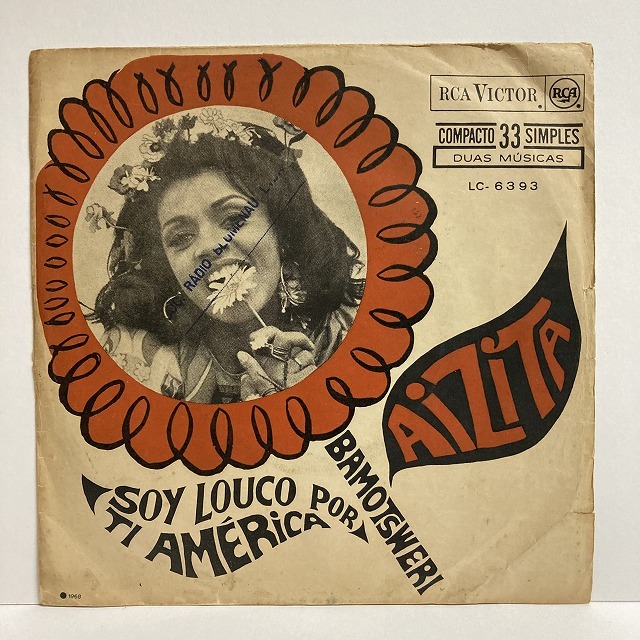 RCA VICTOR
RCA
COMPACTO 33 SIMPLES
DUAS MÚSICAS
LC-6393
RADIO BLUMENAU L
AIZITA
SOY LOUCO POR
TI AMÉRICA
BAMOTSWERI
1968